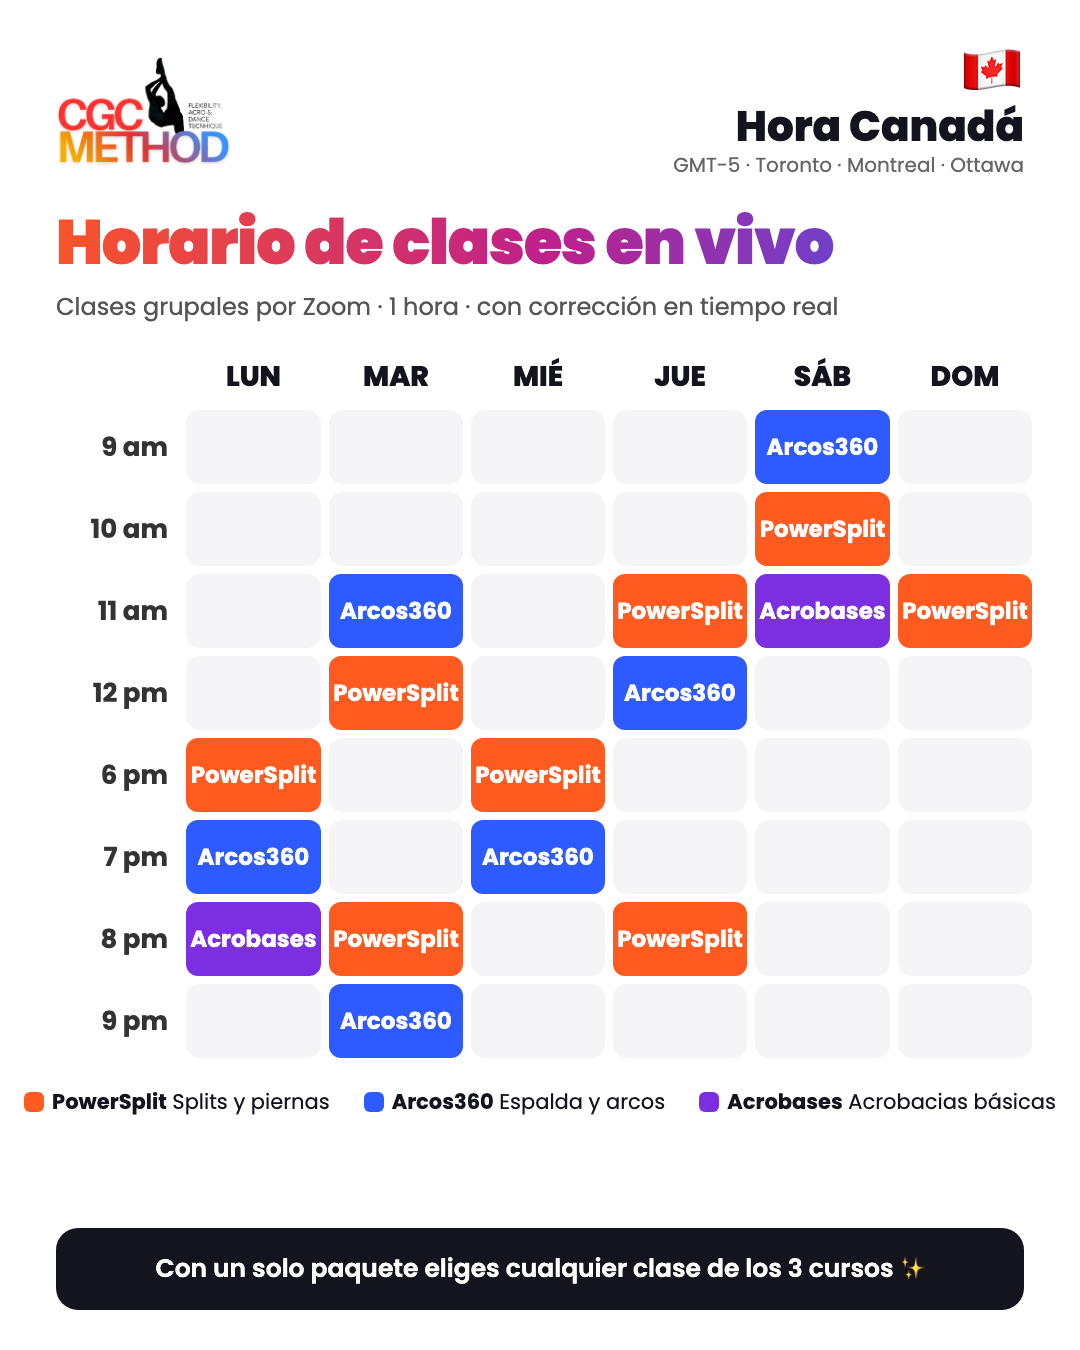 CGC
METHOD
FLEXIBILITY,
ACRO &
DANCE
TECNHIQUE
Hora Canadá
GMT-5 · Toronto · Montreal · Ottawa
Horario de clases en vivo
Clases grupales por Zoom · 1 hora · con corrección en tiempo real
LUN MAR MIÉ JUE SÁB DOM
9 am Arcos360
10 am PowerSplit
11 am Arcos360 PowerSplit Acrobases PowerSplit
12 pm PowerSplit Arcos360
6 pm PowerSplit PowerSplit
7 pm Arcos360 Arcos360
8 pm Acrobases PowerSplit PowerSplit
9 pm Arcos360
PowerSplit Splits y piernas Arcos360 Espalda y arcos Acrobases Acrobacias básicas
Con un solo paquete eliges cualquier clase de los 3 cursos ✨